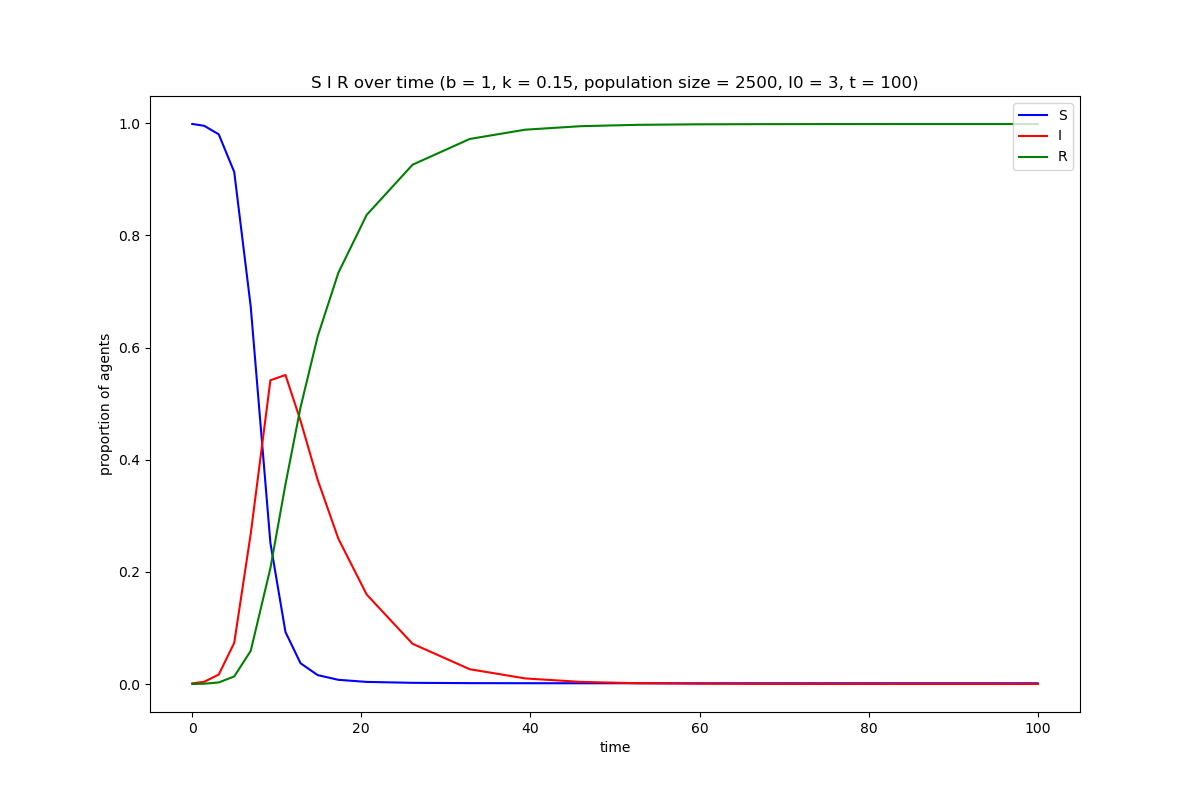 S I R over time (b = 1, k = 0.15, population size = 2500, I0 = 3, t = 100)
S
I
R
1.0
0.8
0.6
0.4
0.2
0.0
proportion of agents
0 20 40 60 80 100
time